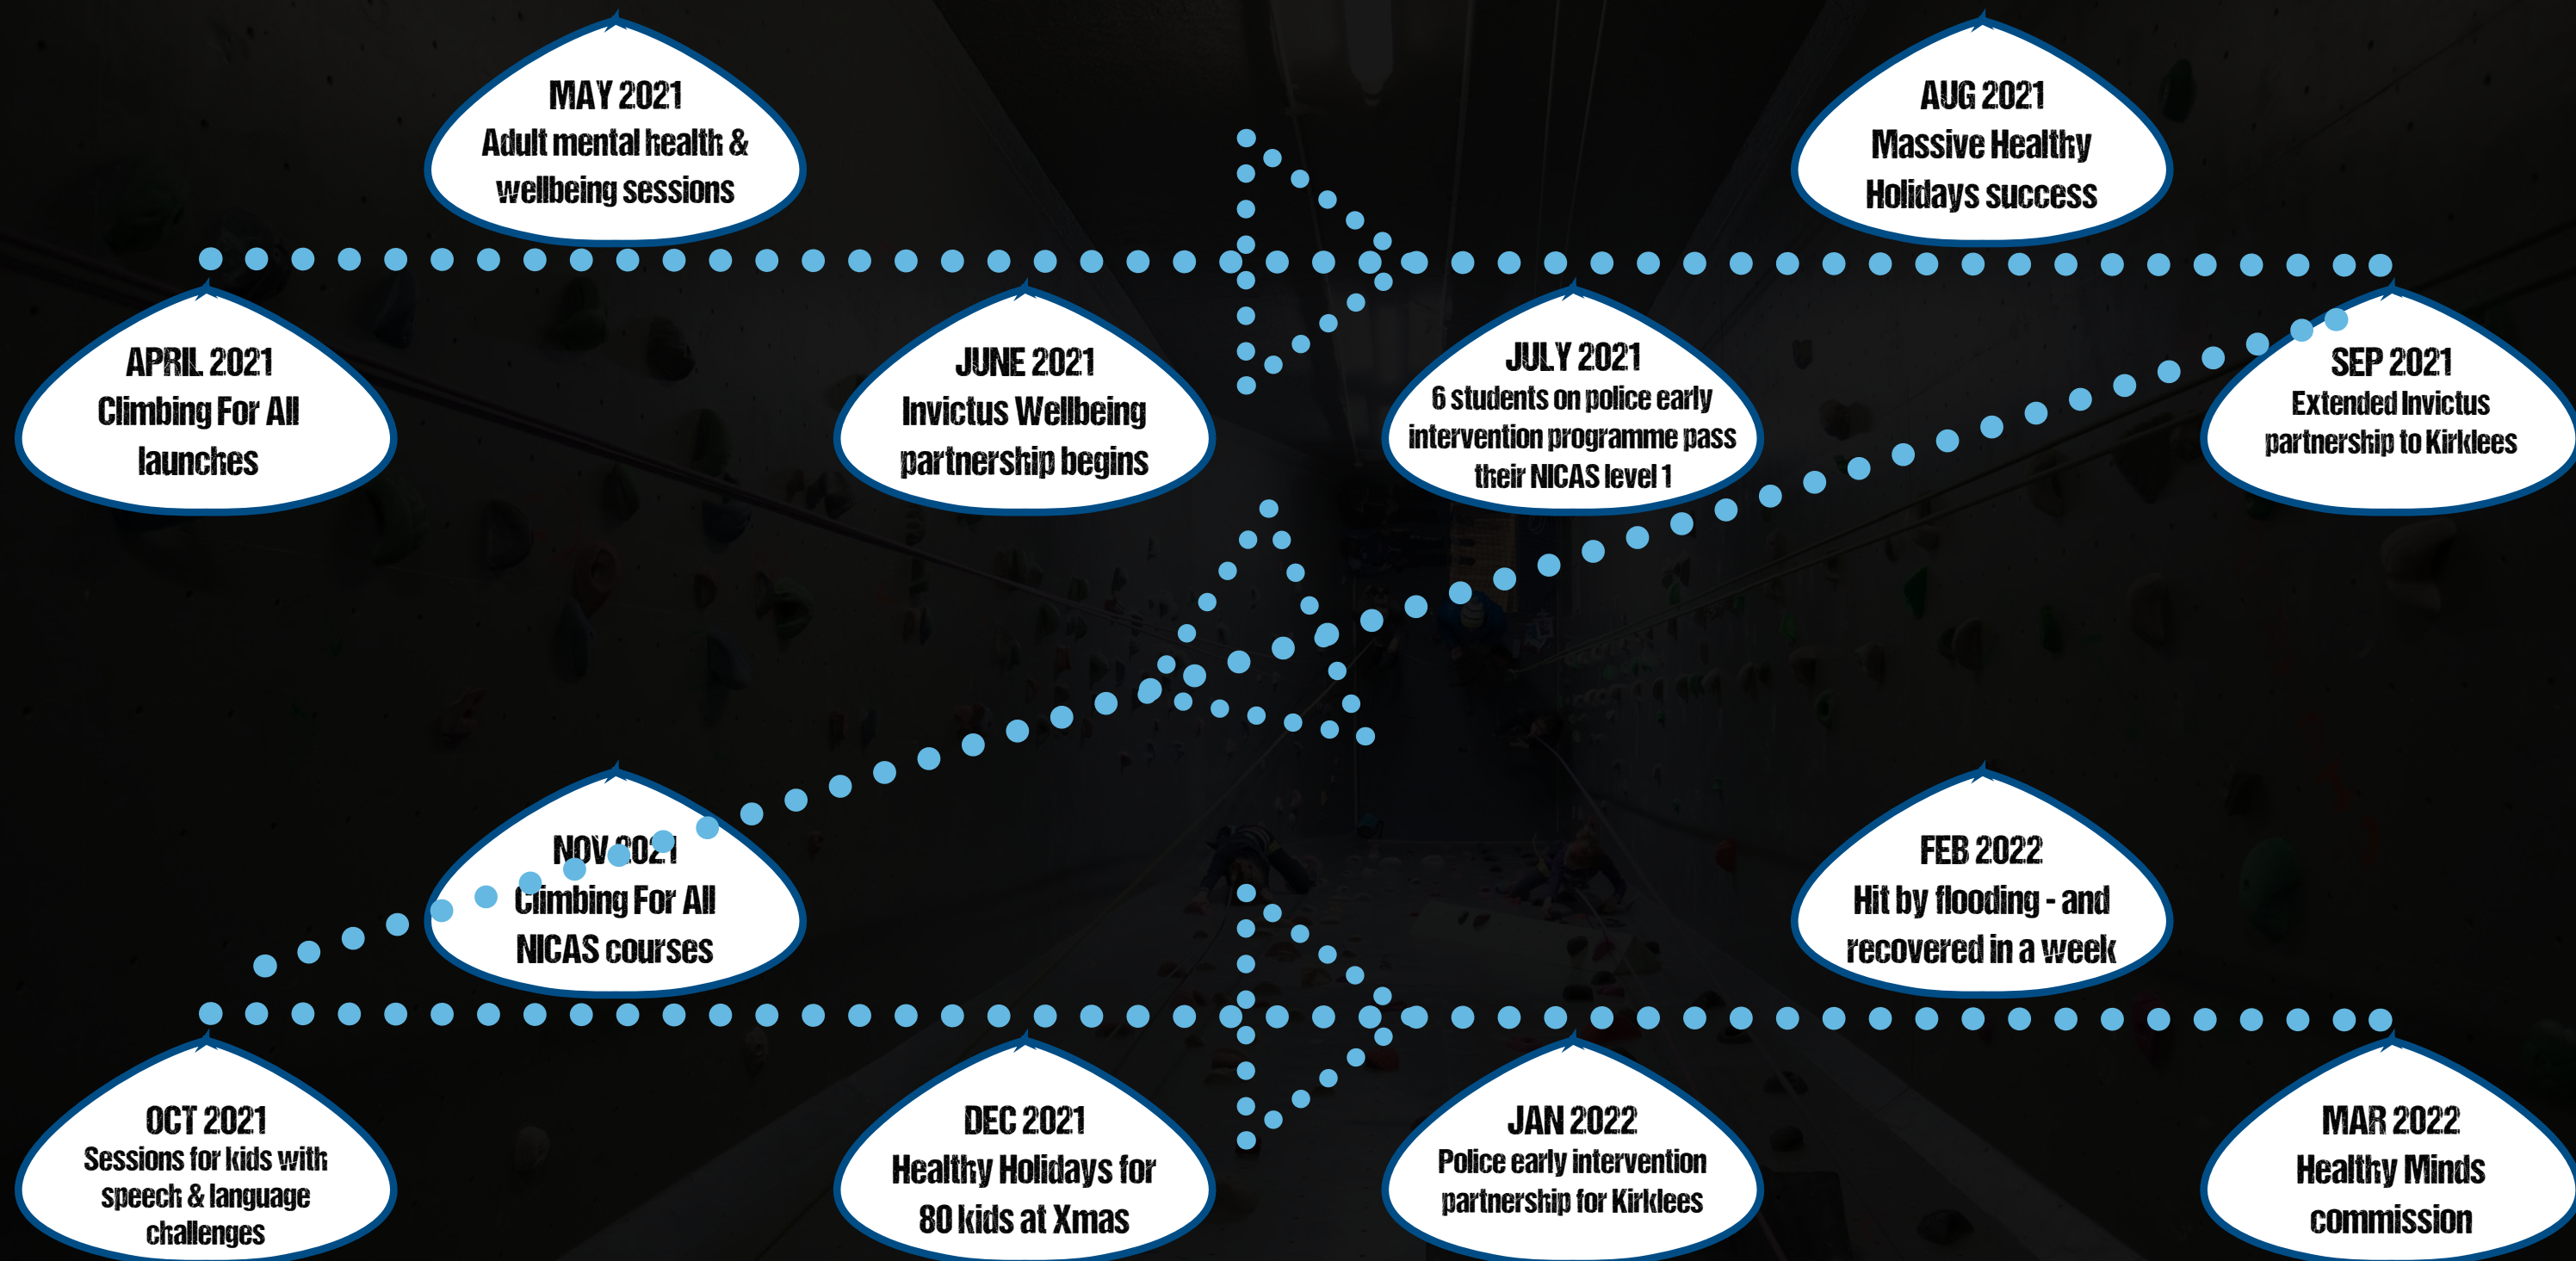 APRIL 2021
Climbing For All
launches
MAY 2021
Adult mental health &
wellbeing sessions
JUNE 2021
Invictus Wellbeing
partnership begins
JULY 2021
6 students on police early
intervention programme pass
their NICAS level 1
AUG 2021
Massive Healthy
Holidays success
SEP 2021
Extended Invictus
partnership to Kirklees
OCT 2021
Sessions for kids with
speech & language
challenges
NOV 2021
Climbing For All
NICAS courses
DEC 2021
Healthy Holidays for
80 kids at Xmas
JAN 2022
Police early intervention
partnership for Kirklees
FEB 2022
Hit by flooding - and
recovered in a week
MAR 2022
Healthy Minds
commission